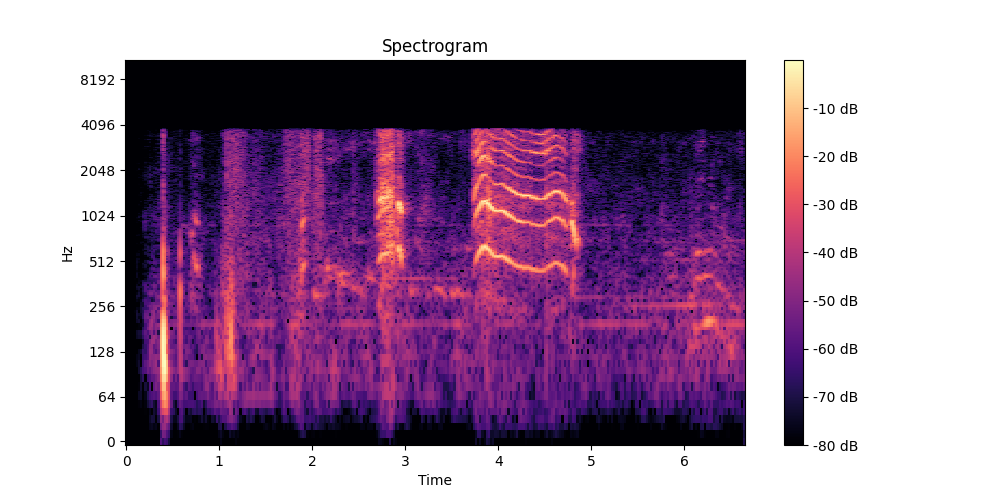 Spectrogram
8192
4096
2048
1024
512
256
128
64
0
Hz
0 1 2 3 4 5 6
Time
-10 dB
-20 dB
-30 dB
-40 dB
-50 dB
-60 dB
-70 dB
-80 dB